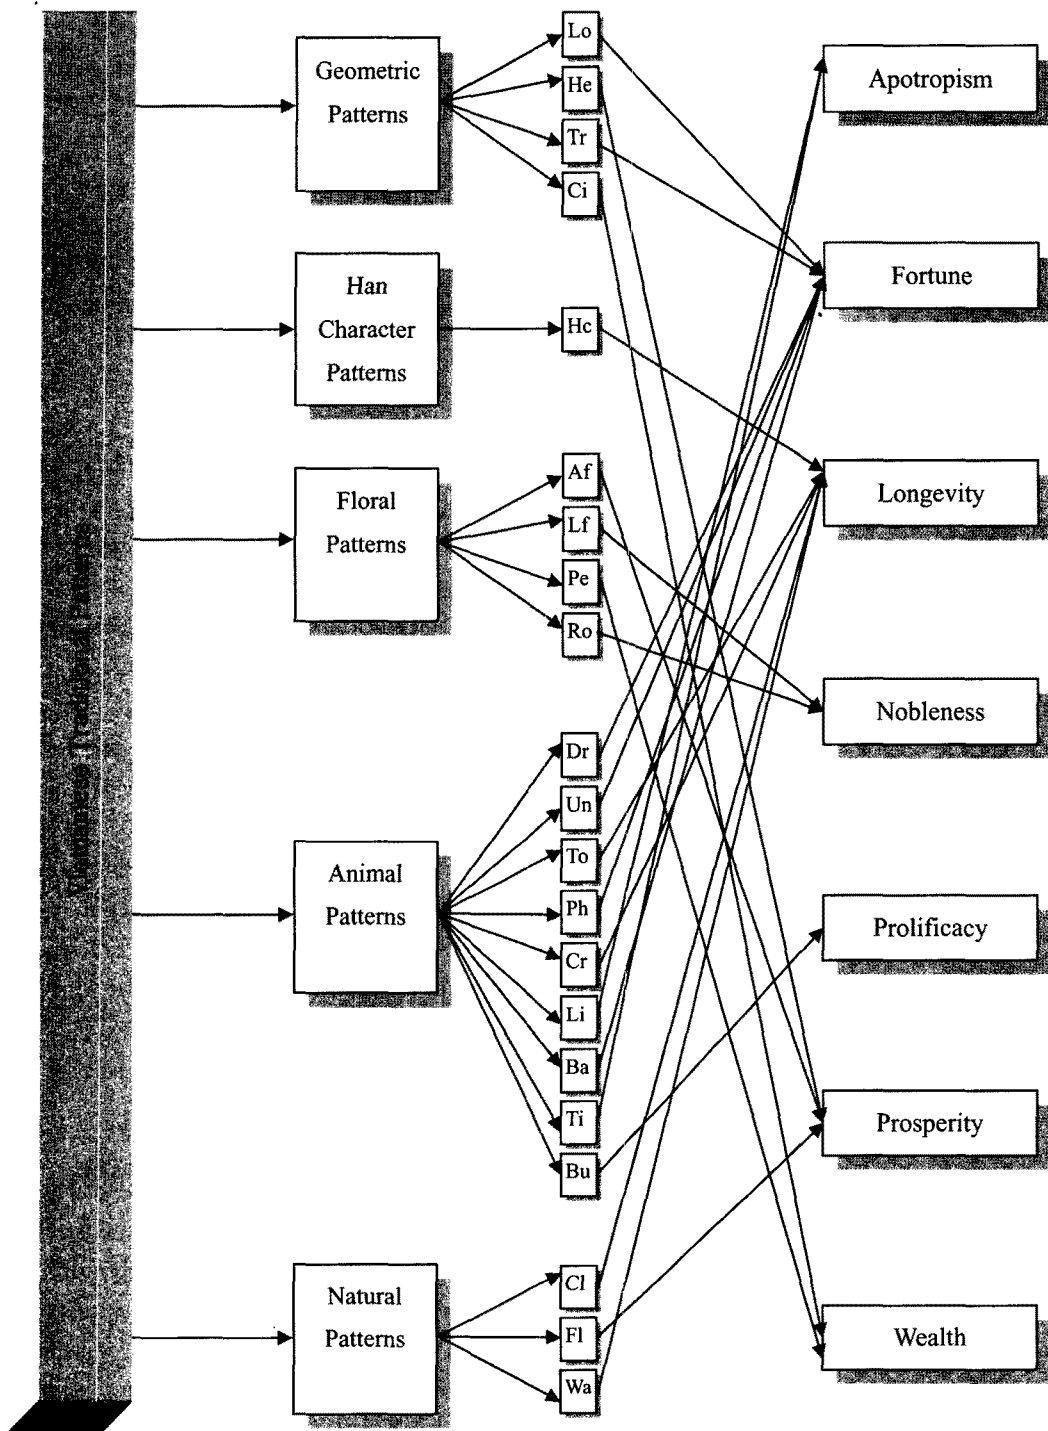 Geometric
Patterns
Han
Character
Patterns
Floral
Patterns
Animal
Patterns
Natural
Patterns
Lo
He
Tr
Ci
Hc
Af
Lf
Pe
Ro
Dr
Un
To
Ph
Cr
Li
Ba
Ti
Bu
Cl
Fl
Wa
Apotropism
Fortune
Longevity
Nobleness
Prolificacy
Prosperity
Wealth
Traditional Patterns